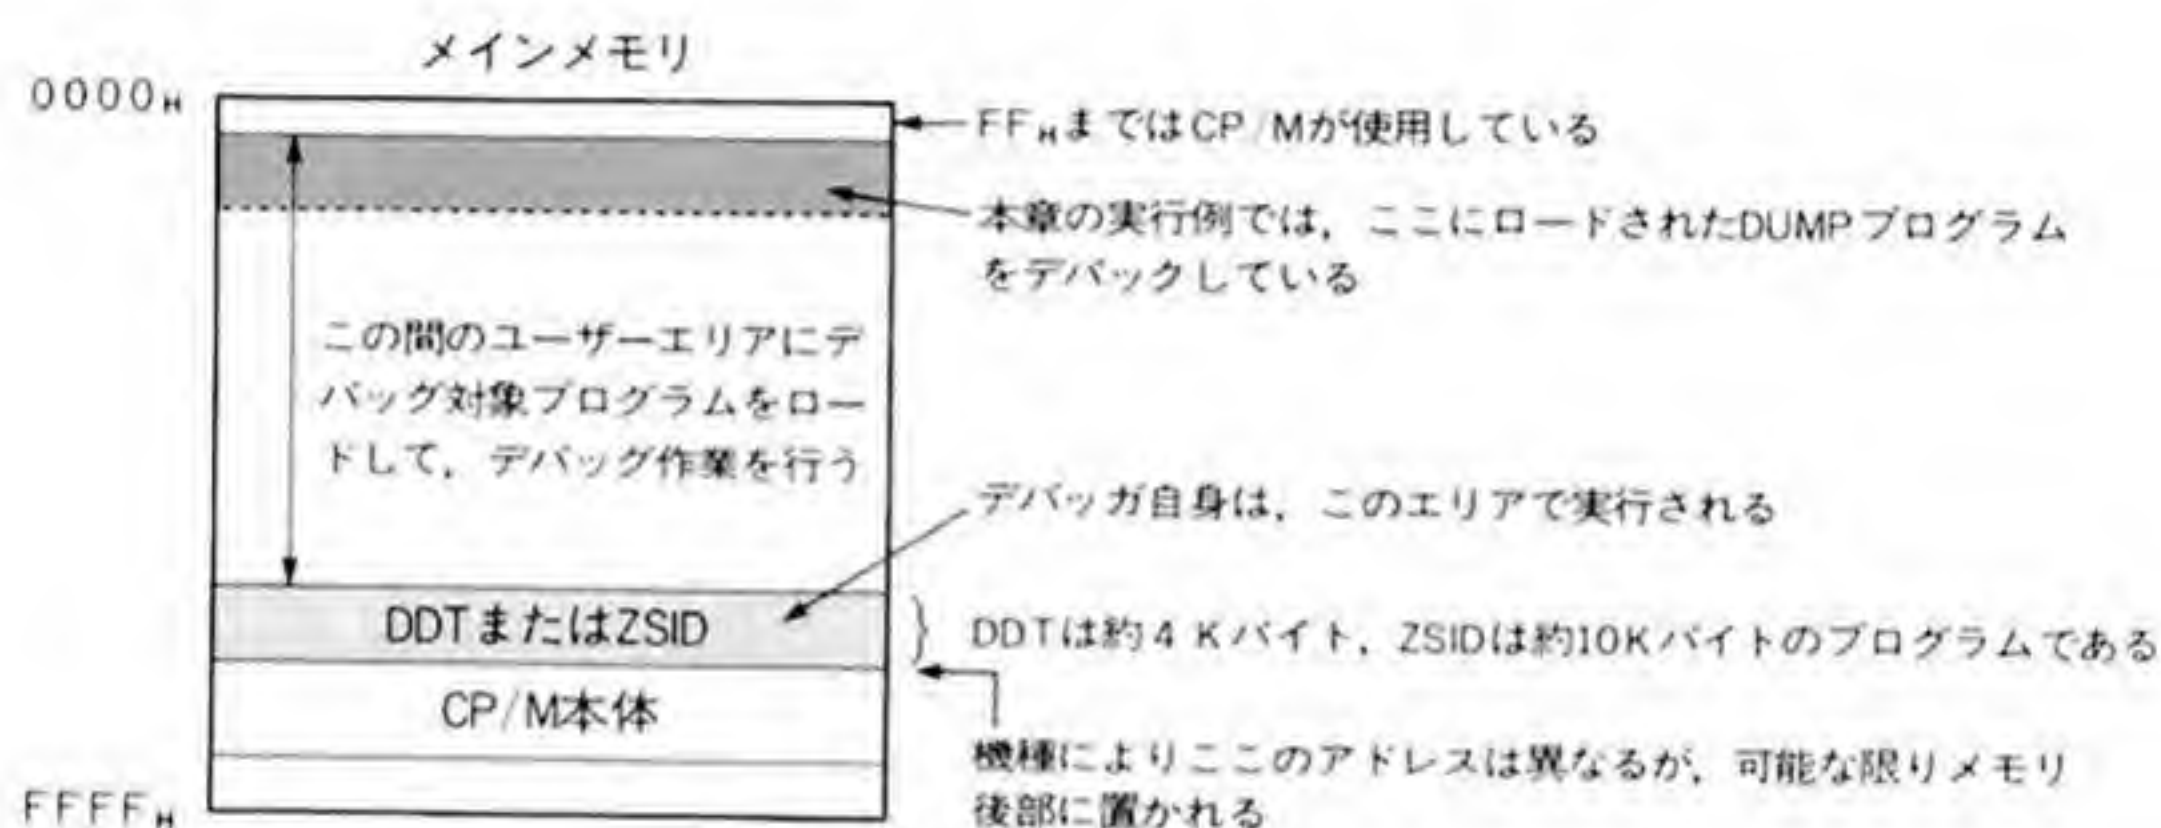 メインメモリ
0000H
FFHまではCP/Mが使用している
本章の実行例では，ここにロードされたDUMPプログラム
をデバックしている
この間のユーザーエリアにデ
バッグ対象プログラムをロー
ドして，デバッグ作業を行う
デバッガ自身は，このエリアで実行される
DDTまたはZSID
DDTは約4Kバイト，ZSIDは約10Kバイトのプログラムである
CP/M本体
機種によりここのアドレスは異なるが，可能な限りメモリ
後部に置かれる
FFFFH